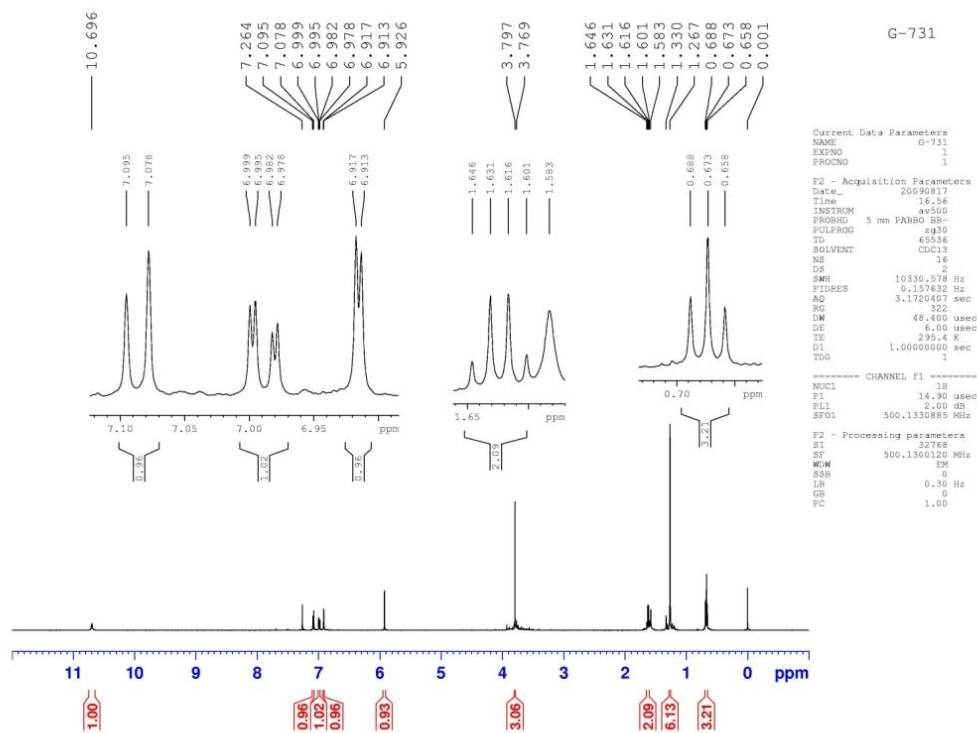 G-731
10.696
7.264
7.095
7.078
6.999
6.995
6.982
6.978
6.917
6.913
5.926
3.797
3.769
1.646
1.631
1.616
1.601
1.583
1.330
1.267
0.688
0.673
0.658
0.001
7.095
7.078
6.999
6.995
6.982
6.978
6.917
6.913
1.646
1.631
1.616
1.601
1.583
0.688
0.673
0.658
7.10 7.05 7.00 6.95 ppm
1.65 ppm
0.70 ppm
0.96
1.02
0.96
2.09
3.21
Current Data Parameters
NAME G-731
EXPNO 1
PROCNO 1
F2 - Acquisition Parameters
Date_ 20090817
Time 16.56
INSTRUM av500
PROBHD 5 mm PABBO BB-
PULPROG zg30
TD 65536
SOLVENT CDCl3
NS 16
DS 2
SWH 10330.578 Hz
FIDRES 0.157632 Hz
AQ 3.1720407 sec
RG 322
DW 48.400 usec
DE 6.00 usec
TE 295.4 K
D1 1.00000000 sec
TD0 1
======== CHANNEL f1 ========
NUC1 1H
P1 14.90 usec
PL1 2.00 dB
SFO1 500.1330885 MHz
F2 - Processing parameters
SI 32768
SF 500.1300120 MHz
WDW EM
SSB 0
LB 0.30 Hz
GB 0
PC 1.00
11 10 9 8 7 6 5 4 3 2 1 0 ppm
1.00
0.96
1.02
0.96
0.93
3.06
2.09
6.13
3.21